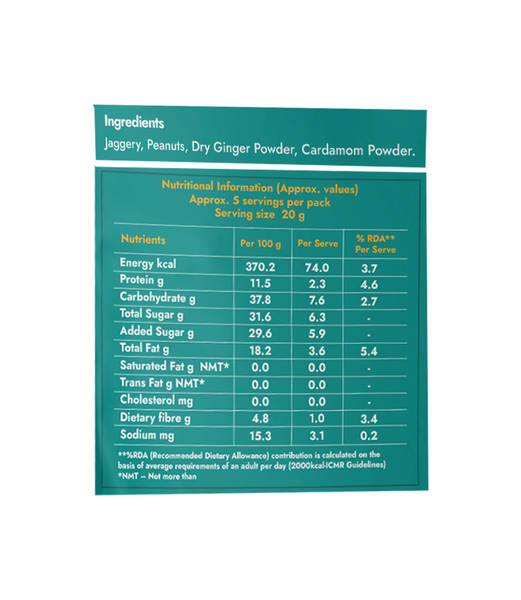 Ingredients
Jaggery, Peanuts, Dry Ginger Powder, Cardamom Powder.
Nutritional Information (Approx. values)
Approx. 5 servings per pack
Serving size 20 g
Nutrients Per 100 g Per Serve % RDA** Per Serve
Energy kcal 370.2 74.0 3.7
Protein g 11.5 2.3 4.6
Carbohydrate g 37.8 7.6 2.7
Total Sugar g 31.6 6.3 -
Added Sugar g 29.6 5.9 -
Total Fat g 18.2 3.6 5.4
Saturated Fat g NMT* 0.0 0.0 -
Trans Fat g NMT* 0.0 0.0 -
Cholesterol mg 0.0 0.0 -
Dietary fibre g 4.8 1.0 3.4
Sodium mg 15.3 3.1 0.2
**%RDA (Recommended Dietary Allowance) contribution is calculated on the
basis of average requirements of an adult per day (2000kcal-ICMR Guidelines)
*NMT – Not more than